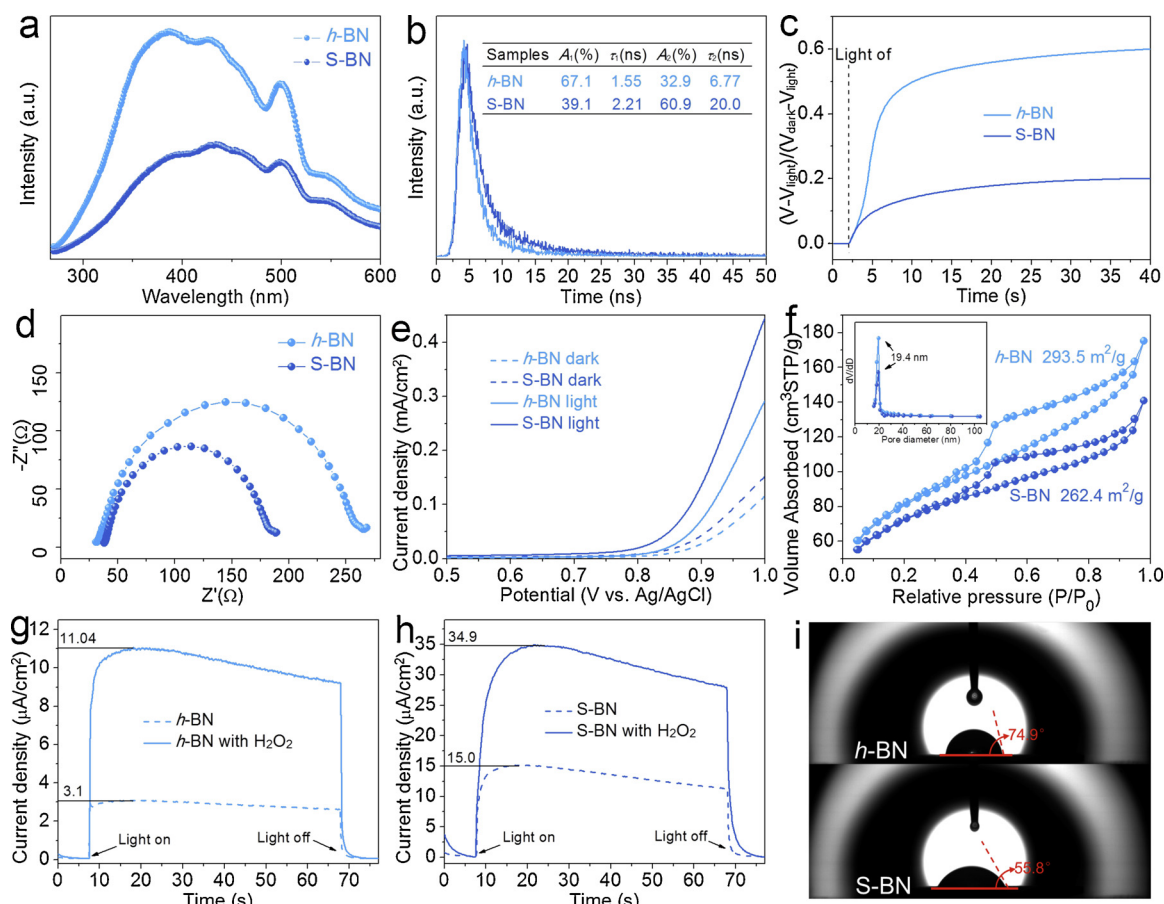 a
h-BN
S-BN
Intensity (a.u.)
300 400 500 600
Wavelength (nm)
b
Samples A₁(%) τ₁(ns) A₂(%) τ₂(ns)
h-BN 67.1 1.55 32.9 6.77
S-BN 39.1 2.21 60.9 20.0
Intensity (a.u.)
0 5 10 15 20 25 30 35 40 45 50
Time (ns)
c
Light of
h-BN
S-BN
(V-Vlight)/(Vdark-Vlight)
0.6
0.4
0.2
0.0
0 5 10 15 20 25 30 35 40
Time (s)
d
h-BN
S-BN
-Z''(Ω)
150
100
50
0
0 50 100 150 200 250
Z'(Ω)
e
h-BN dark
S-BN dark
h-BN light
S-BN light
Current density (mA/cm²)
0.4
0.3
0.2
0.1
0.0
0.5 0.6 0.7 0.8 0.9 1.0
Potential (V vs. Ag/AgCl)
f
h-BN 293.5 m²/g
S-BN 262.4 m²/g
19.4 nm
dV/dD
0 20 40 60 80 100
Pore diameter (nm)
Volume Absorbed (cm³STP/g)
180
160
140
120
100
80
60
0.0 0.2 0.4 0.6 0.8 1.0
Relative pressure (P/P₀)
g
11.04
3.1
h-BN
h-BN with H₂O₂
Light on
Light off
Current density (μA/cm²)
12
10
8
6
4
2
0
0 10 20 30 40 50 60 70
Time (s)
h
34.9
15.0
S-BN
S-BN with H₂O₂
Light on
Light off
Current density (μA/cm²)
35
30
25
20
15
10
5
0
0 10 20 30 40 50 60 70
Time (s)
i
74.9°
h-BN
55.8°
S-BN